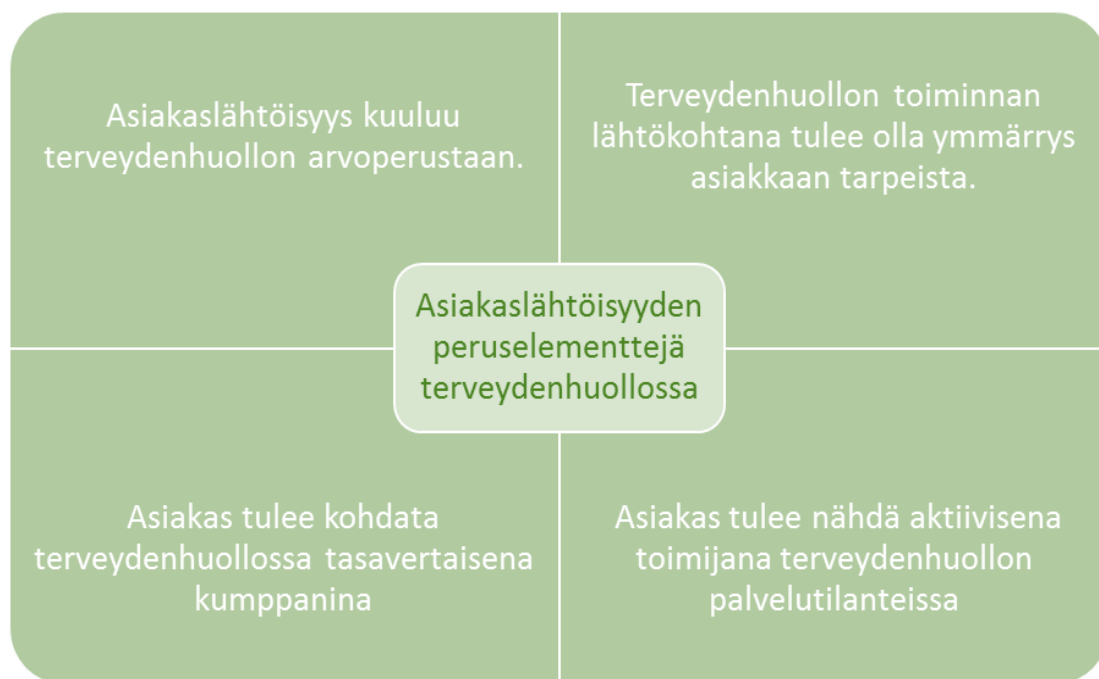 Asiakaslähtöisyys kuuluu
terveydenhuollon arvoperustaan.
Terveydenhuollon toiminnan
lähtökohtana tulee olla ymmärrys
asiakkaan tarpeista.
Asiakaslähtöisyyden
peruselementtejä
terveydenhuollossa
Asiakas tulee kohdata
terveydenhuollossa tasavertaisena
kumppanina
Asiakas tulee nähdä aktiivisena
toimijana terveydenhuollon
palvelutilanteissa